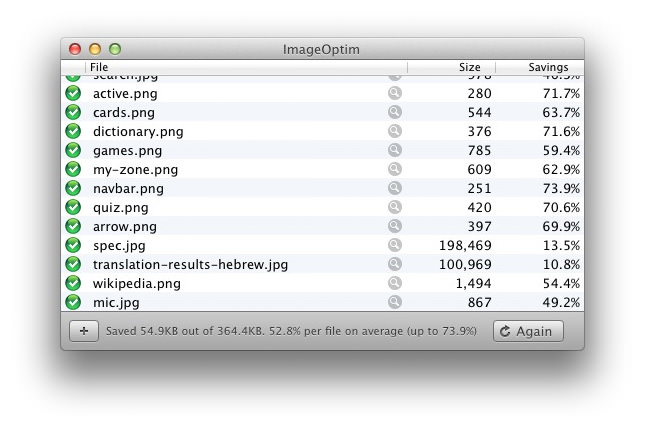 ImageOptim
File Size Savings
search.jpg
active.png 280 71.7%
cards.png 544 63.7%
dictionary.png 376 71.6%
games.png 785 59.4%
my-zone.png 609 62.9%
navbar.png 251 73.9%
quiz.png 420 70.6%
arrow.png 397 69.9%
spec.jpg 198,469 13.5%
translation-results-hebrew.jpg 100,969 10.8%
wikipedia.png 1,494 54.4%
mic.jpg 867 49.2%
+ Saved 54.9KB out of 364.4KB. 52.8% per file on average (up to 73.9%) Again